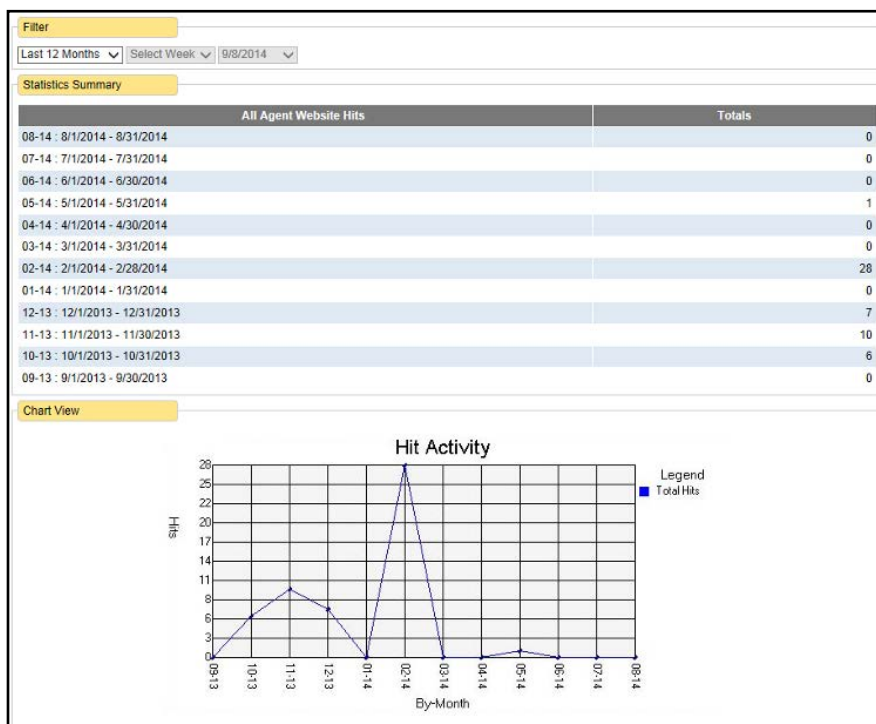 Filter
Last 12 Months Select Week 9/8/2014
Statistics Summary
All Agent Website Hits Totals
08-14 : 8/1/2014 - 8/31/2014 0
07-14 : 7/1/2014 - 7/31/2014 0
06-14 : 6/1/2014 - 6/30/2014 0
05-14 : 5/1/2014 - 5/31/2014 1
04-14 : 4/1/2014 - 4/30/2014 0
03-14 : 3/1/2014 - 3/31/2014 0
02-14 : 2/1/2014 - 2/28/2014 28
01-14 : 1/1/2014 - 1/31/2014 0
12-13 : 12/1/2013 - 12/31/2013 7
11-13 : 11/1/2013 - 11/30/2013 10
10-13 : 10/1/2013 - 10/31/2013 6
09-13 : 9/1/2013 - 9/30/2013 0
Chart View
Hit Activity
28
25
22
20
17
14
11
8
6
3
0
Hits
Legend
Total Hits
09-13 10-13 11-13 12-13 01-14 02-14 03-14 04-14 05-14 06-14 07-14 08-14
By-Month